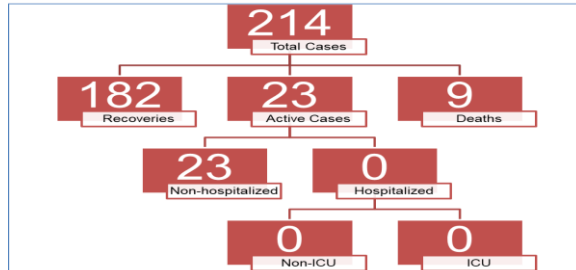 214
Total Cases
182
Recoveries
23
Active Cases
9
Deaths
23
Non-hospitalized
0
Hospitalized
0
Non-ICU
0
ICU